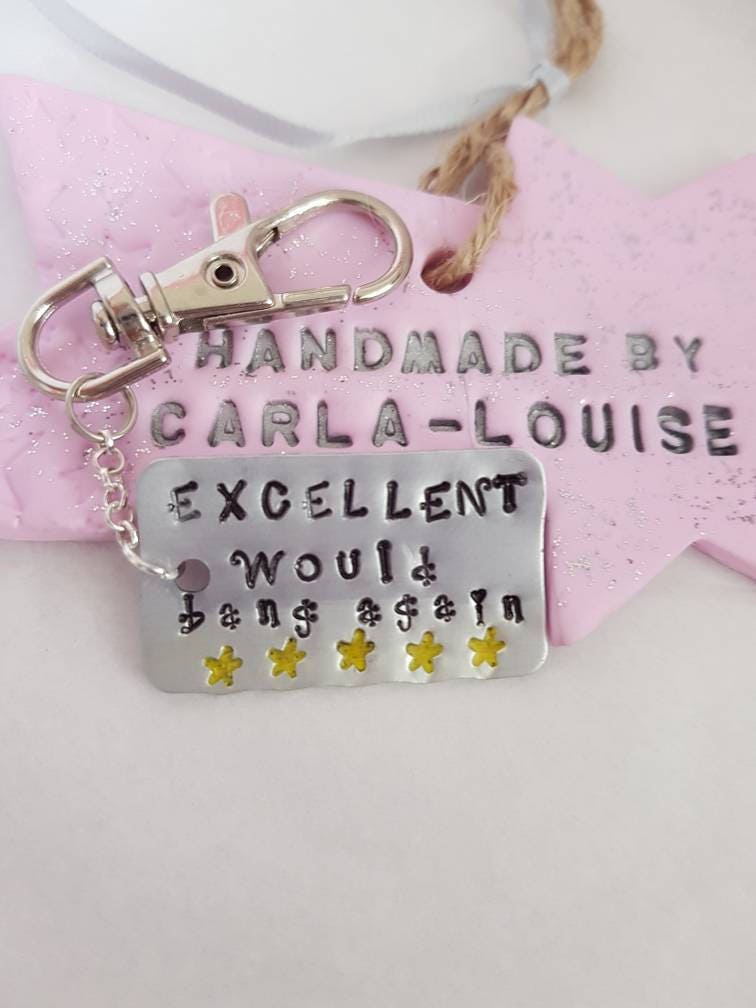 HANDMADE BY
CARLA-LOUISE
EXCELLENT
would
bang again